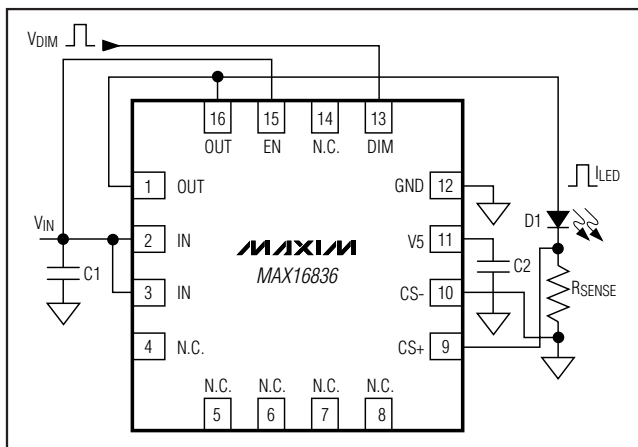 VDIM
16 15 14 13
OUT EN N.C. DIM
1 OUT
GND 12
ILED
VIN
2 IN
MAXIM
MAX16836
V5 11
D1
C1
3 IN
CS- 10
C2
RSENSE
4 N.C.
CS+ 9
N.C. N.C. N.C. N.C.
5 6 7 8